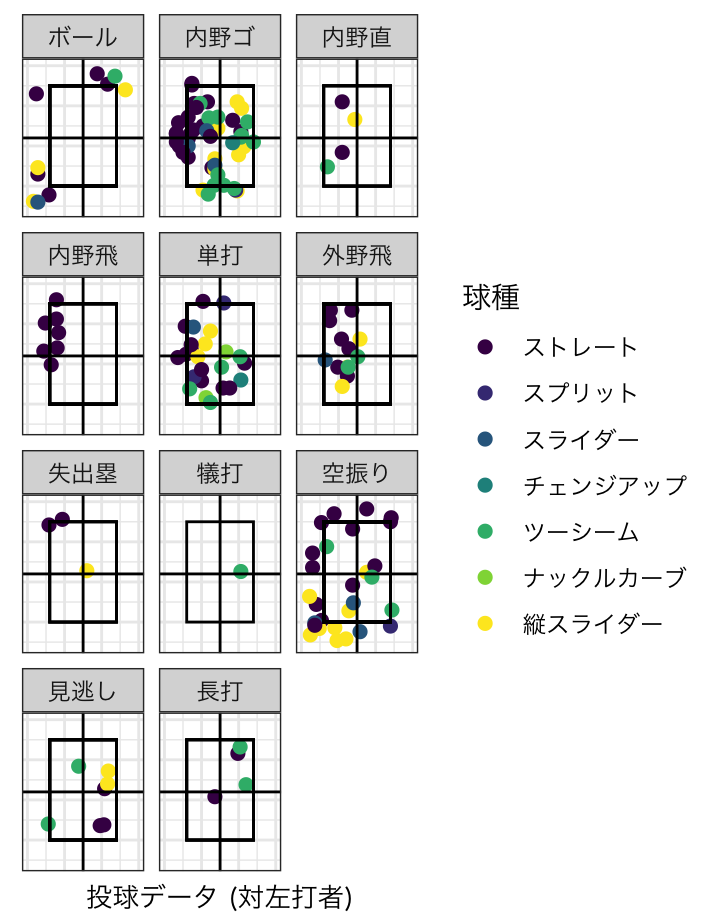 ボール 内野ゴ 内野直
内野飛 単打 外野飛
失出塁 犠打 空振り
見逃し 長打
球種
ストレート
スプリット
スライダー
チェンジアップ
ツーシーム
ナックルカーブ
縦スライダー
投球データ (対左打者)